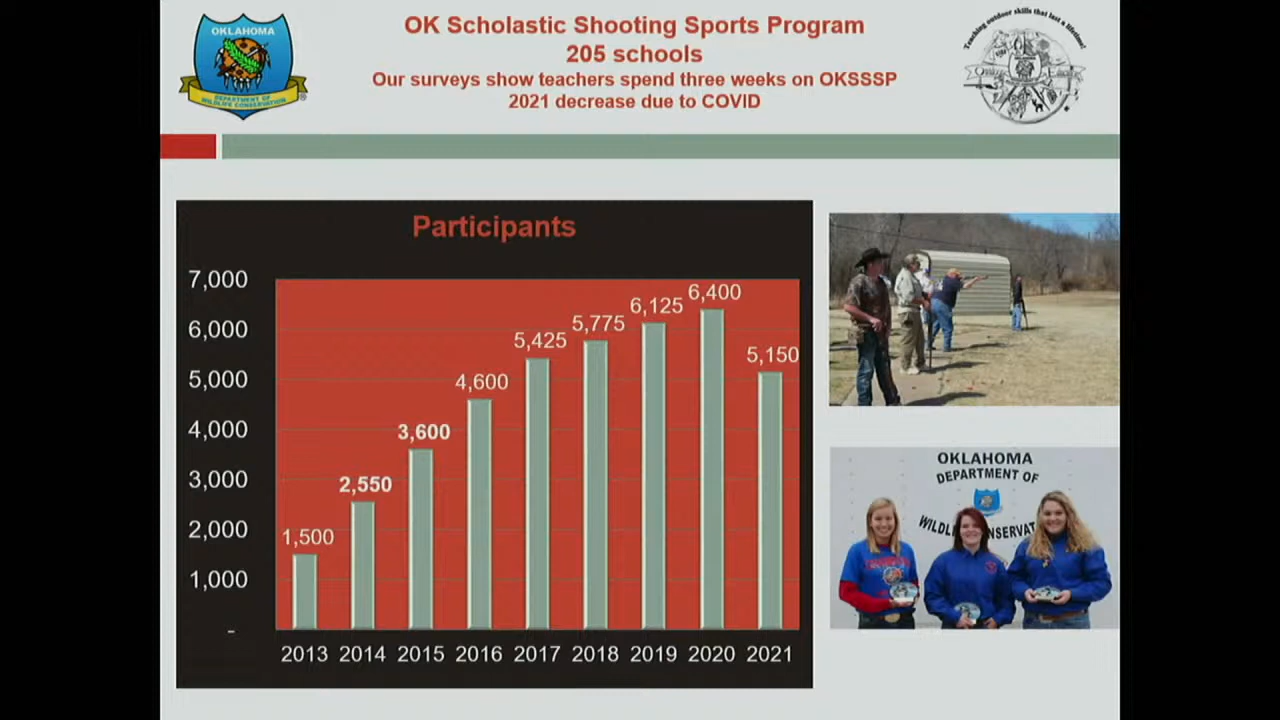 OK Scholastic Shooting Sports Program
205 schools
Our surveys show teachers spend three weeks on OKSSSP
2021 decrease due to COVID
OKLAHOMA
DEPARTMENT OF
WILDLIFE CONSERVATION
Teaching outdoor skills that last a lifetime!
Participants
7,000
6,000
5,000
4,000
3,000
2,000
1,000
-
1,500
2,550
3,600
4,600
5,425
5,775
6,125
6,400
5,150
2013 2014 2015 2016 2017 2018 2019 2020 2021
OKLAHOMA
DEPARTMENT OF
WILDL NSERVAT